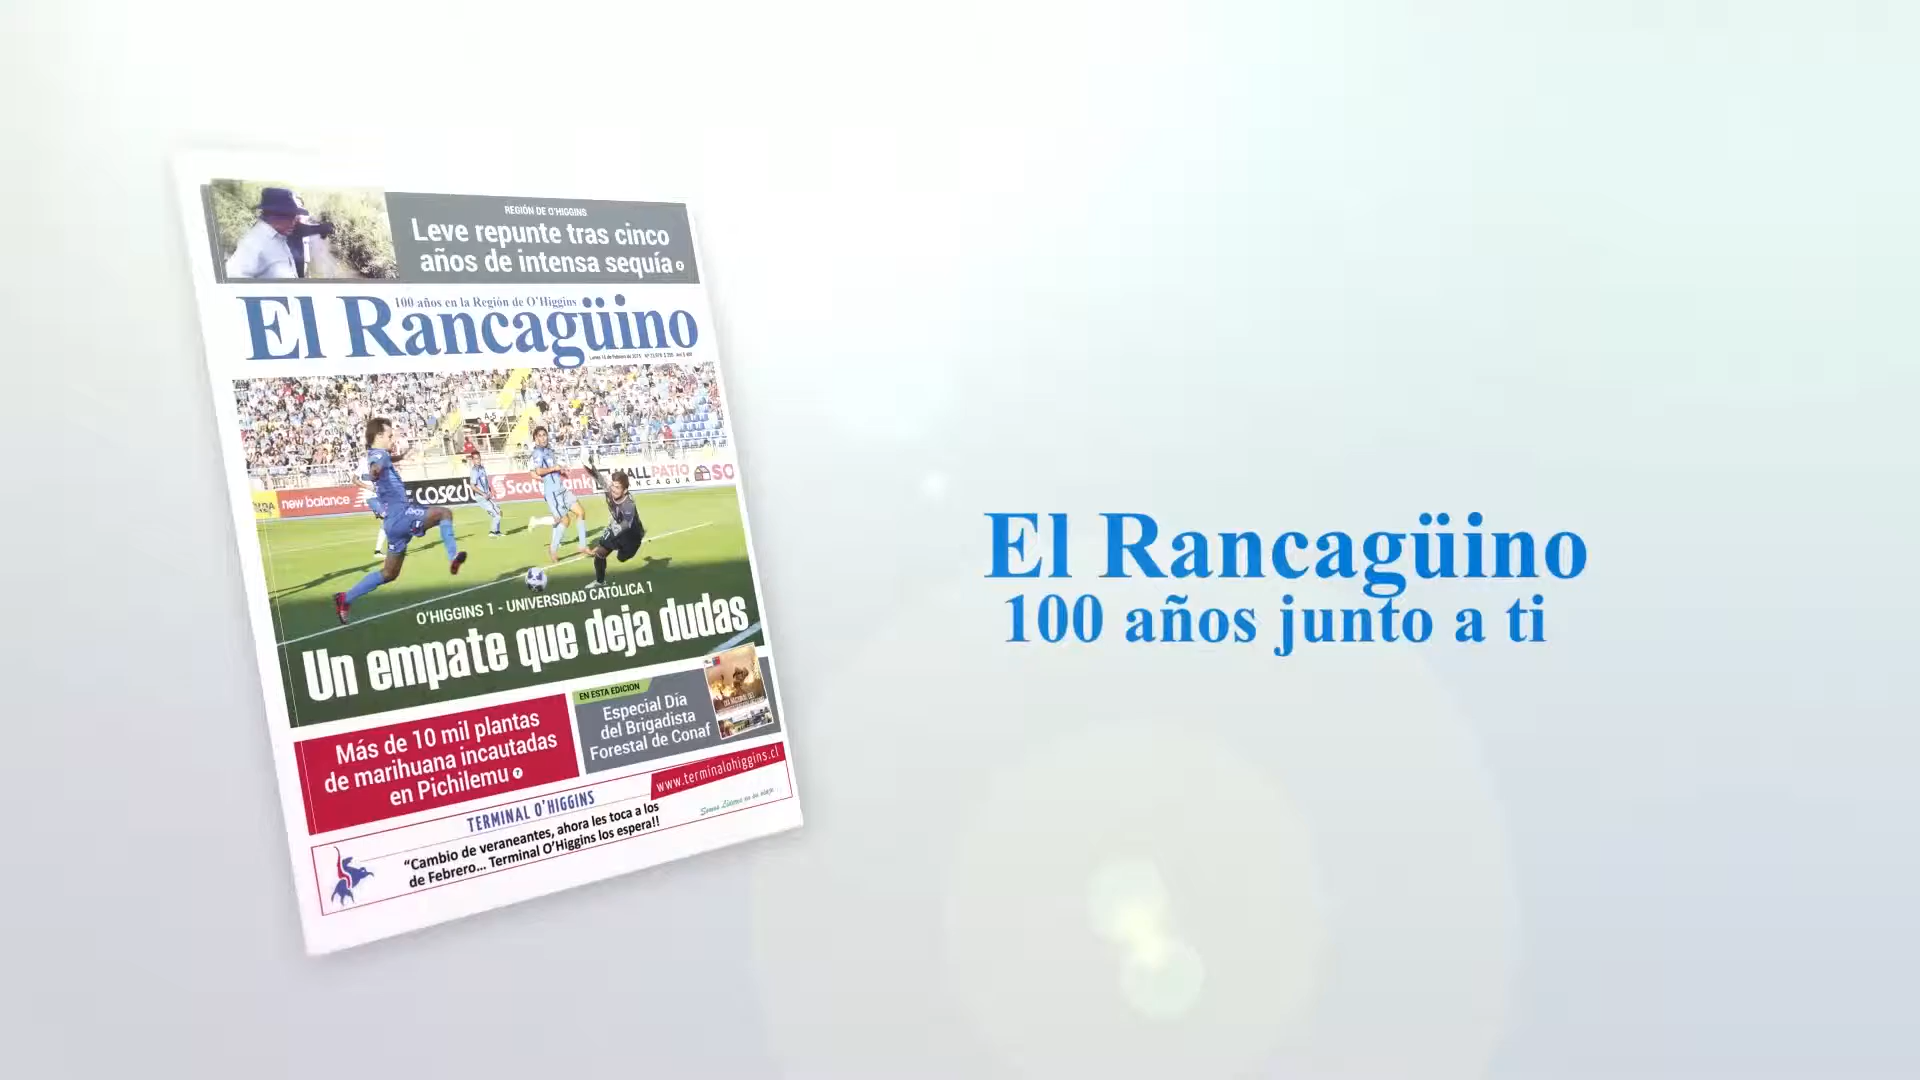 REGIÓN DE O'HIGGINS
Leve repunte tras cinco
años de intensa sequía
100 años en la Región de O'Higgins
El Rancagüino
new balance
cosech
MALL PATIO
RANCAGUA
O'HIGGINS 1 - UNIVERSIDAD CATÓLICA 1
Un empate que deja dudas
Más de 10 mil plantas
de marihuana incautadas
en Pichilemu
EN ESTA EDICION
Especial Día
del Brigadista
Forestal de Conaf
www.terminalohiggins.cl
TERMINAL O'HIGGINS
"Cambio de veraneantes, ahora les toca a los
de Febrero... Terminal O'Higgins los espera!!
El Rancagüino
100 años junto a ti